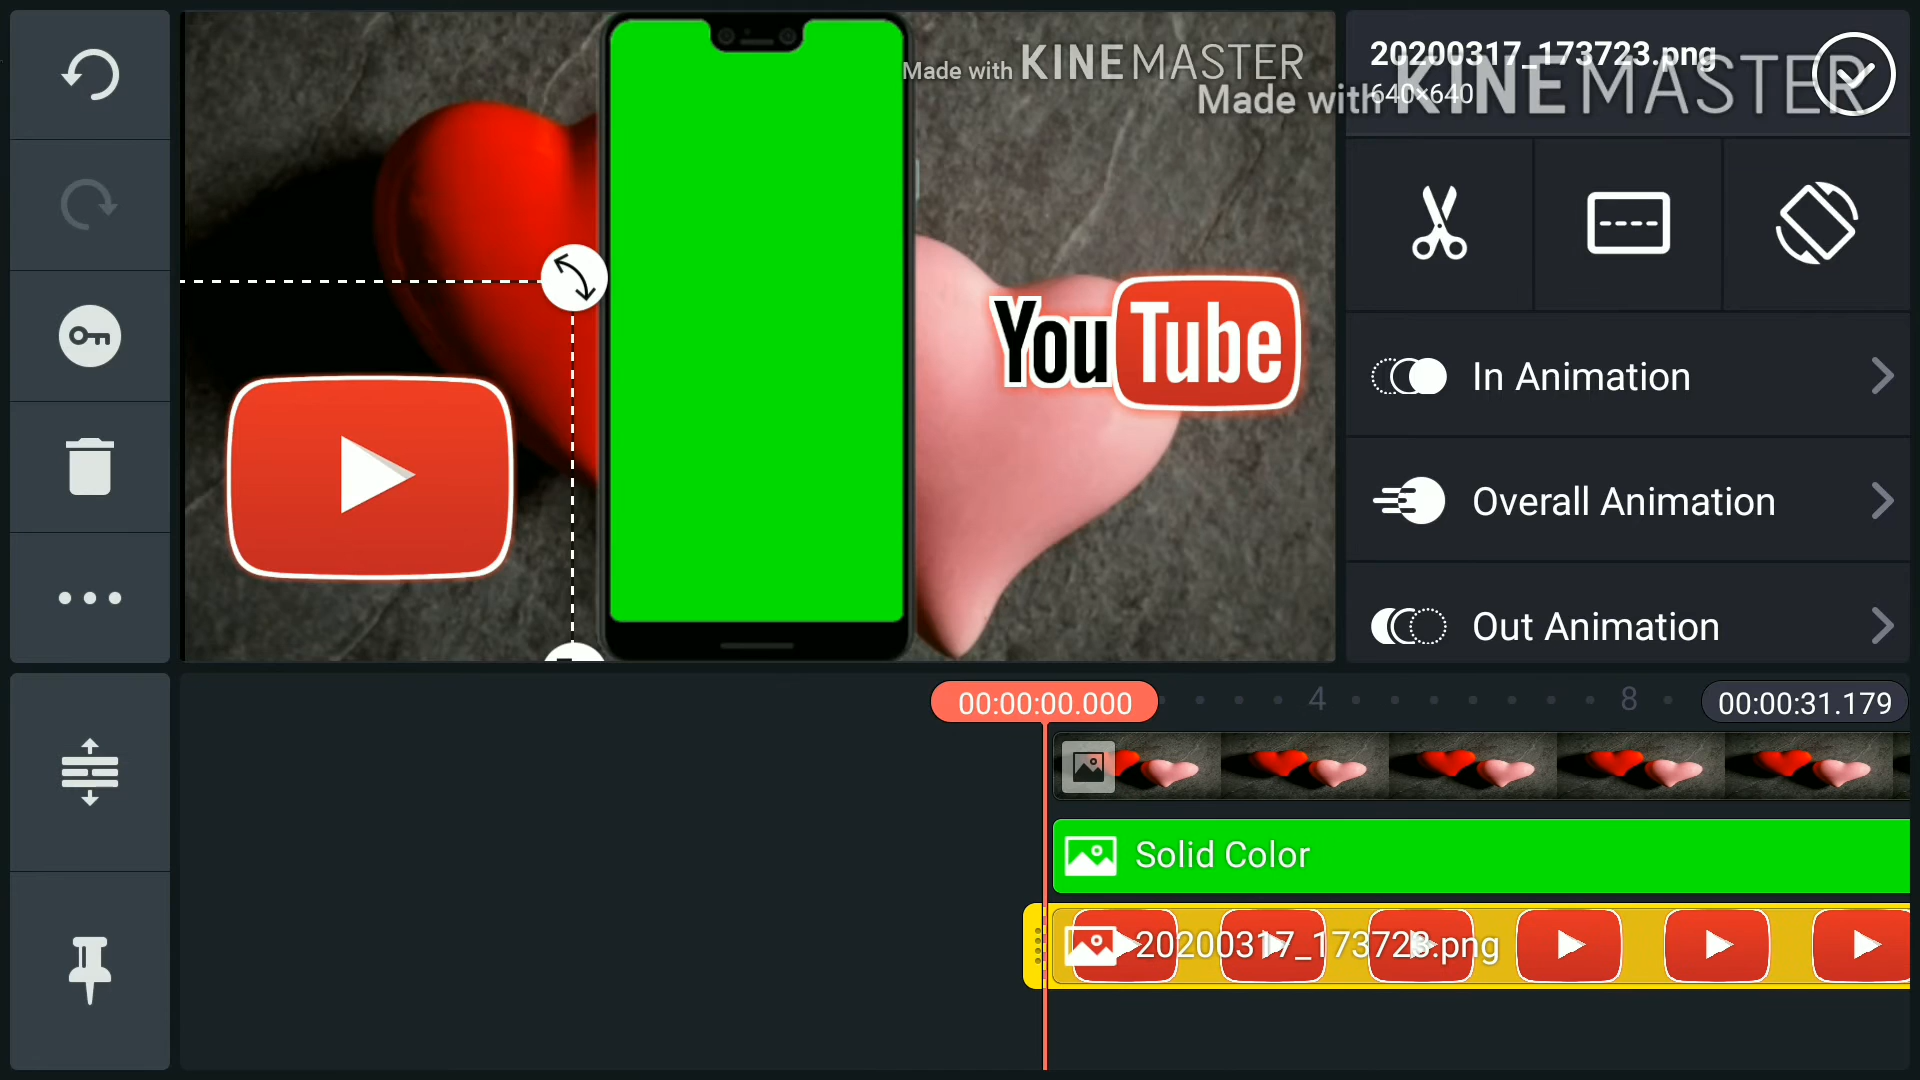 Made with KINEMASTER
20200317_173723.png
640×640
Made with KINEMASTER
YouTube
In Animation
Overall Animation
Out Animation
00:00:00.000
4
8
00:00:31.179
Solid Color
20200317_173723.png